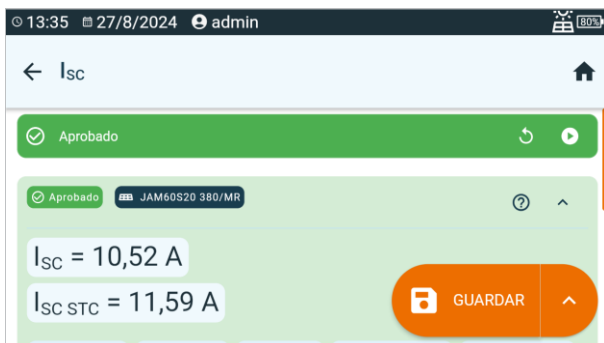 13:35 27/8/2024 admin 80%
ISC
Aprobado
Aprobado JAM60S20 380/MR
ISC = 10,52 A
ISC STC = 11,59 A
GUARDAR